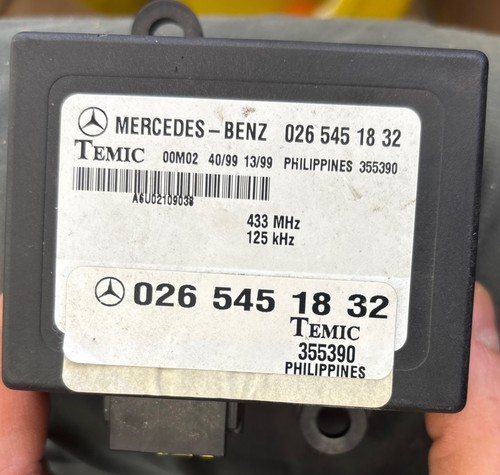 MERCEDES-BENZ 026 545 18 32
TEMIC 00M02 40/99 13/99 PHILIPPINES 355390
A6U02109038
433 MHz
125 kHz
026 545 18 32
TEMIC
355390
PHILIPPINES